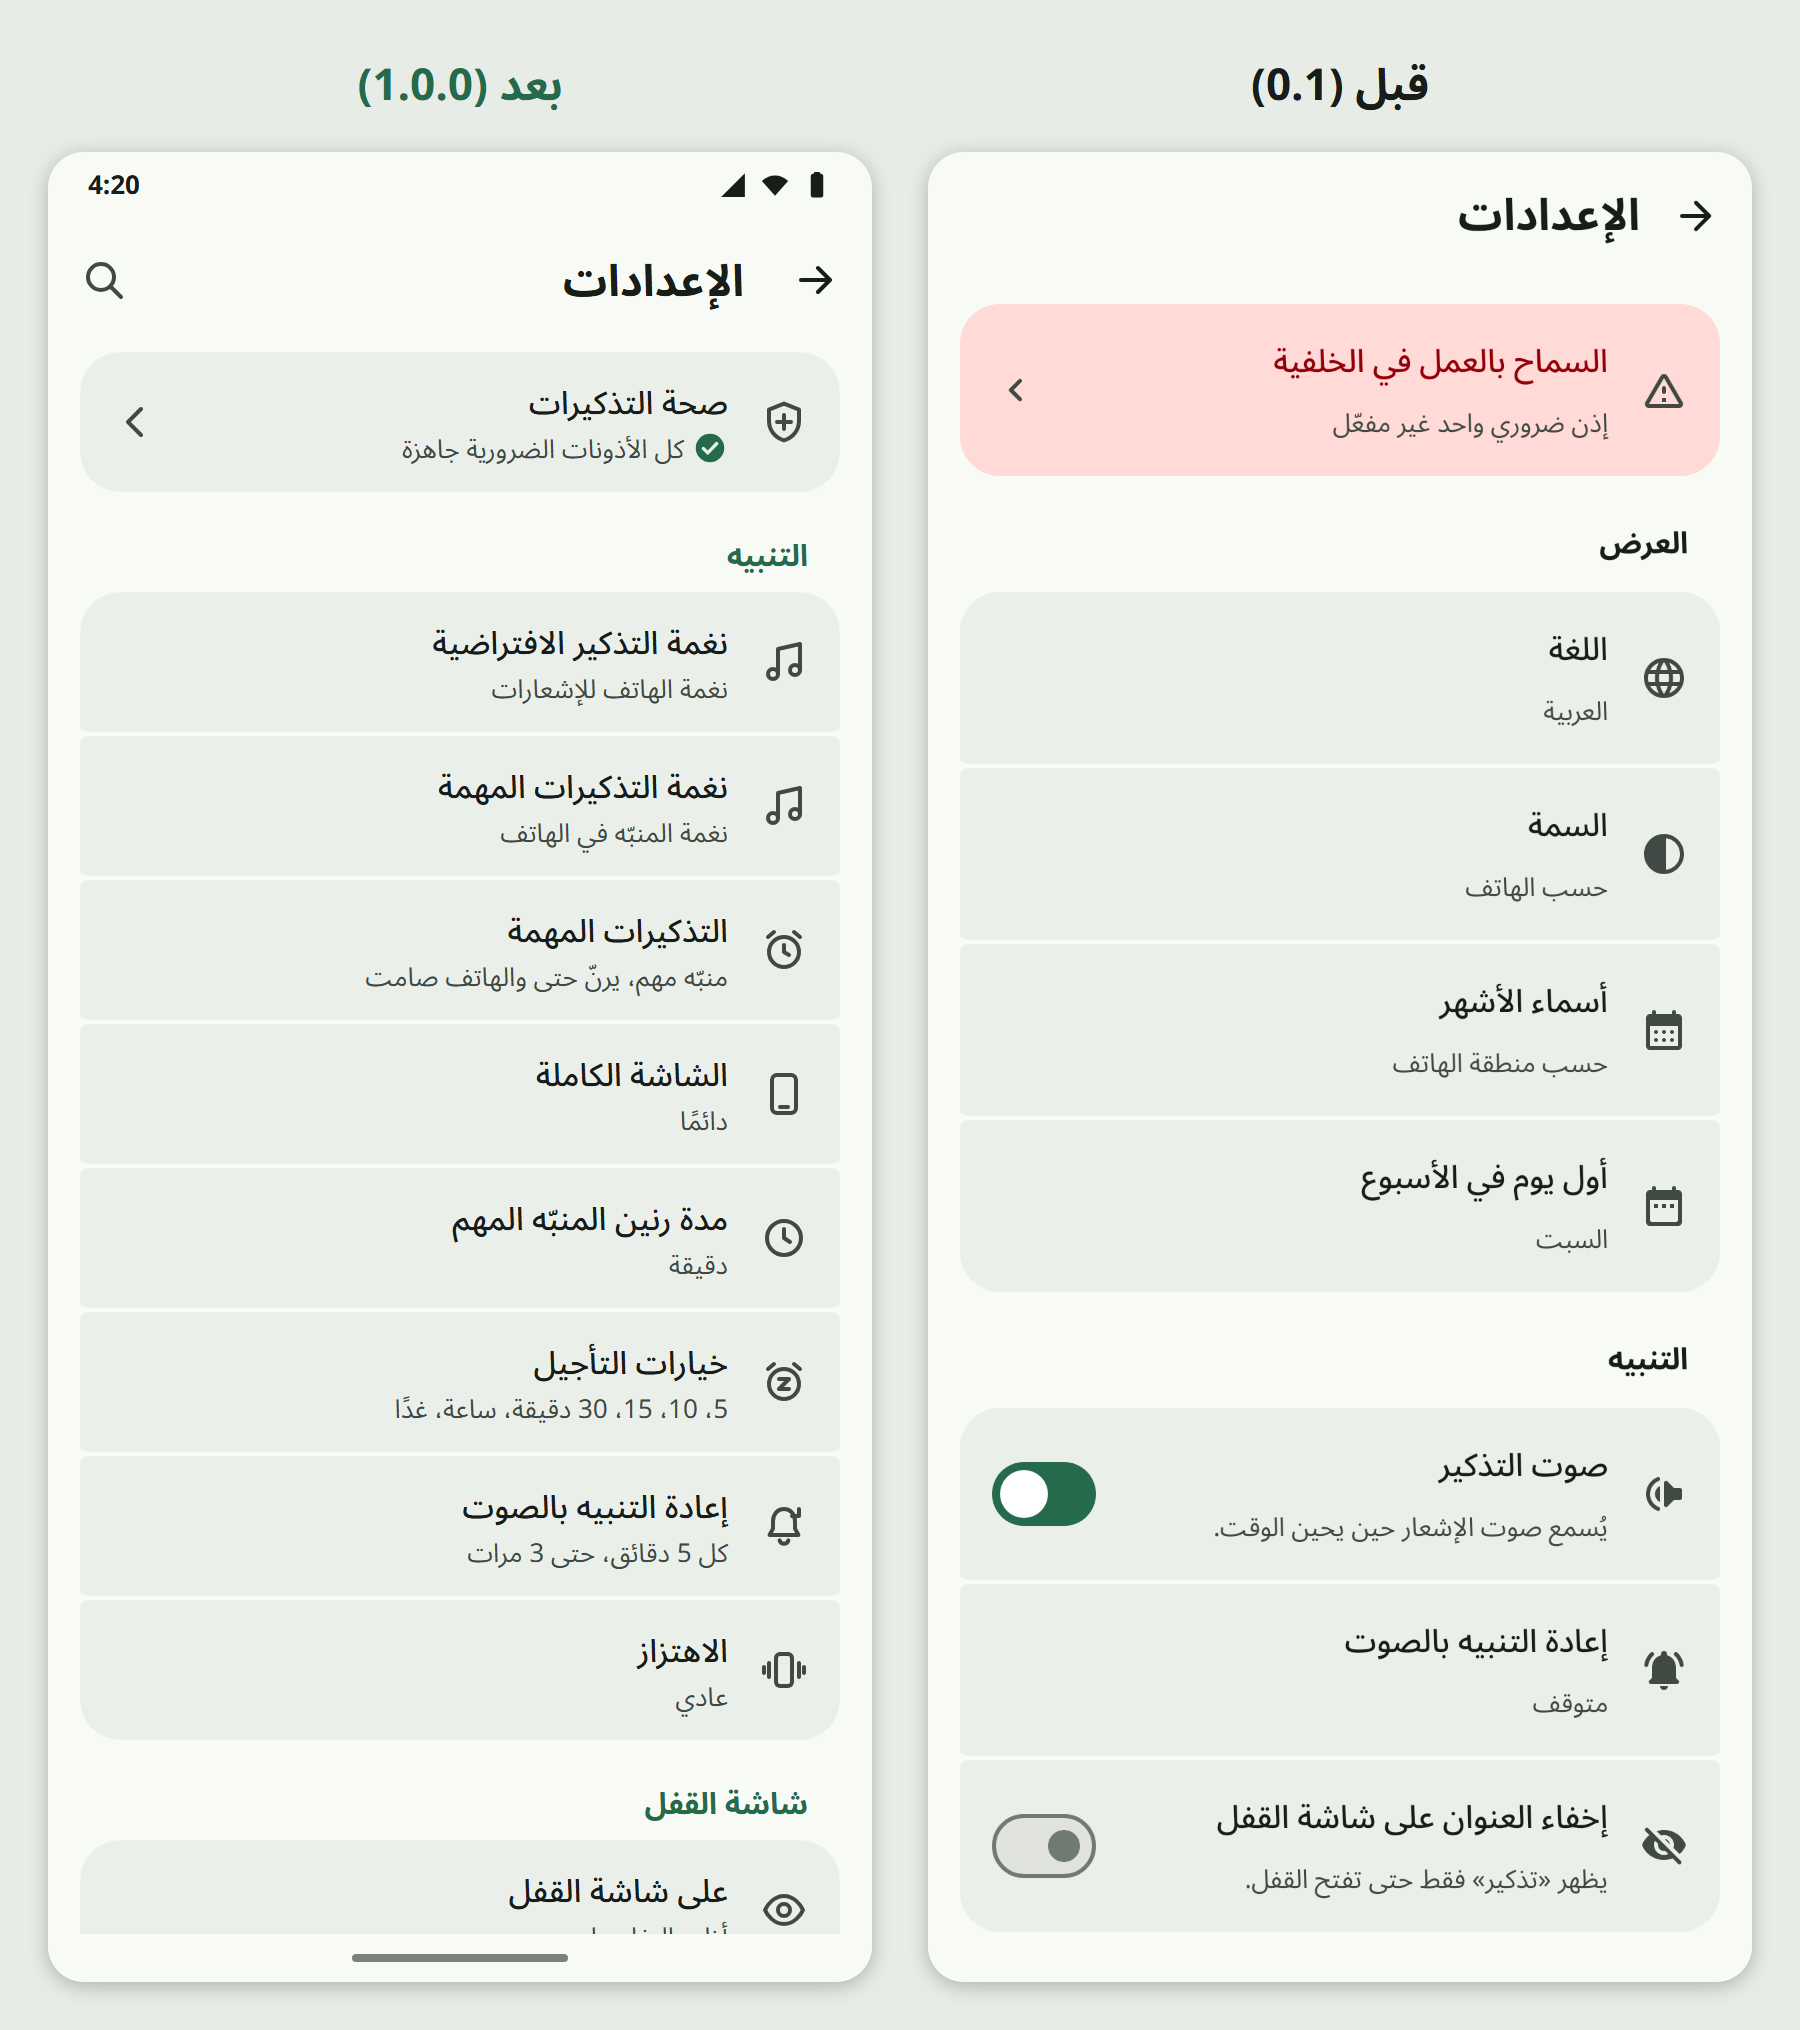 قبل (0.1)
الإعدادات
السماح بالعمل في الخلفية
إذن ضروري واحد غير مفعّل
العرض
اللغة
العربية
السمة
حسب الهاتف
أسماء الأشهر
حسب منطقة الهاتف
أول يوم في الأسبوع
السبت
التنبيه
صوت التذكير
يُسمع صوت الإشعار حين يحين الوقت.
إعادة التنبيه بالصوت
متوقف
إخفاء العنوان على شاشة القفل
يظهر «تذكير» فقط حتى تفتح القفل.
بعد (1.0.0)
4:20
الإعدادات
صحة التذكيرات
كل الأذونات الضرورية جاهزة
التنبيه
نغمة التذكير الافتراضية
نغمة الهاتف للإشعارات
نغمة التذكيرات المهمة
نغمة المنبّه في الهاتف
التذكيرات المهمة
منبّه مهم، يرنّ حتى والهاتف صامت
الشاشة الكاملة
دائمًا
مدة رنين المنبّه المهم
دقيقة
خيارات التأجيل
5، 10، 15، 30 دقيقة، ساعة، غدًا
إعادة التنبيه بالصوت
كل 5 دقائق، حتى 3 مرات
الاهتزاز
عادي
شاشة القفل
على شاشة القفل